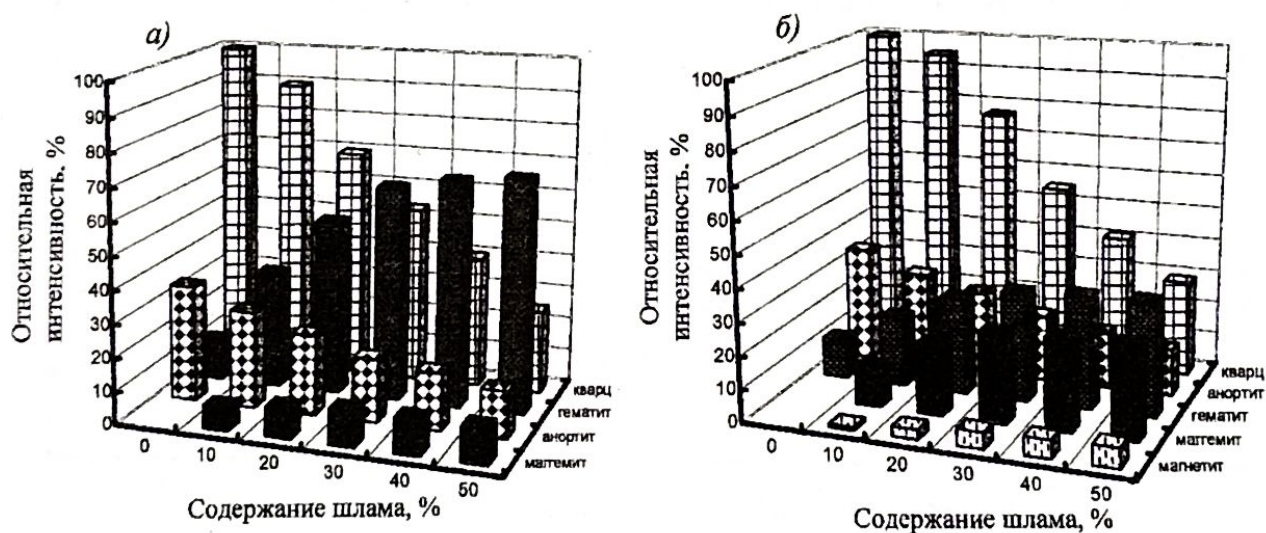 а)
Относительная
интенсивность. %
100
90
80
70
60
50
40
30
20
10
0
0
10
20
30
40
50
Содержание шлама, %
кварц
гематит
анортит
маггемит
б)
Относительная
интенсивность. %
100
90
80
70
60
50
40
30
20
10
0
0
10
20
30
40
50
Содержание шлама, %
кварц
анортит
гематит
маггемит
магнетит